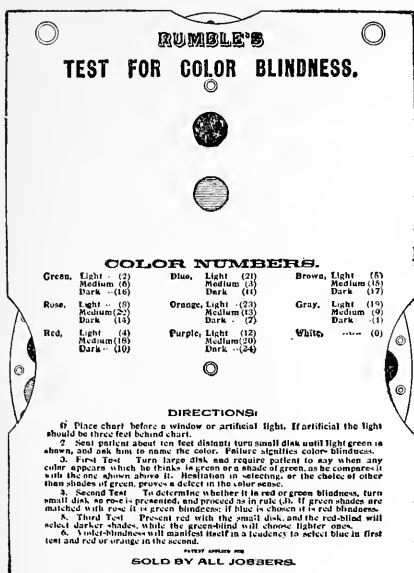 RUMBLE'S
TEST FOR COLOR BLINDNESS.
COLOR NUMBERS.
Green, Light (2) Blue, Light (21) Brown, Light (5)
Medium (6) Medium (3) Medium (15)
Dark (16) Dark (11) Dark (17)
Rose, Light (8) Orange, Light (23) Gray, Light (19)
Medium (22) Medium (13) Medium (9)
Dark (14) Dark (7) Dark (1)
Red, Light (4) Purple, Light (12) White, (0)
Medium (18) Medium (20)
Dark (10) Dark (24)
DIRECTIONS:
Place chart before a window or artificial light. If artificial the light
should be three feet behind chart.
2 Seat patient about ten feet distant; turn small disk until light green is
shown, and ask him to name the color. Failure signifies color blindness.
3. First Test Turn large disk and require patient to say when any
color appears which he thinks is green or a shade of green, as he compares it
with the one shown above it. Hesitation in selecting, or the choice of other
than shades of green, proves a defect in the color sense.
4. Second Test To determine whether it is red or green blindness, turn
small disk so rose is presented, and proceed as in rule (3). If green shades are
matched with rose it is green blindness; if blue is chosen it is red blindness.
5. Third Test Present red with the small disk, and the red-blind will
select darker shades, while the green-blind will choose lighter ones.
6. Violet-blindness will manifest itself in a tendency to select blue in first
test and red or orange in the second.
PATENT APPLIED FOR
SOLD BY ALL JOBBERS.